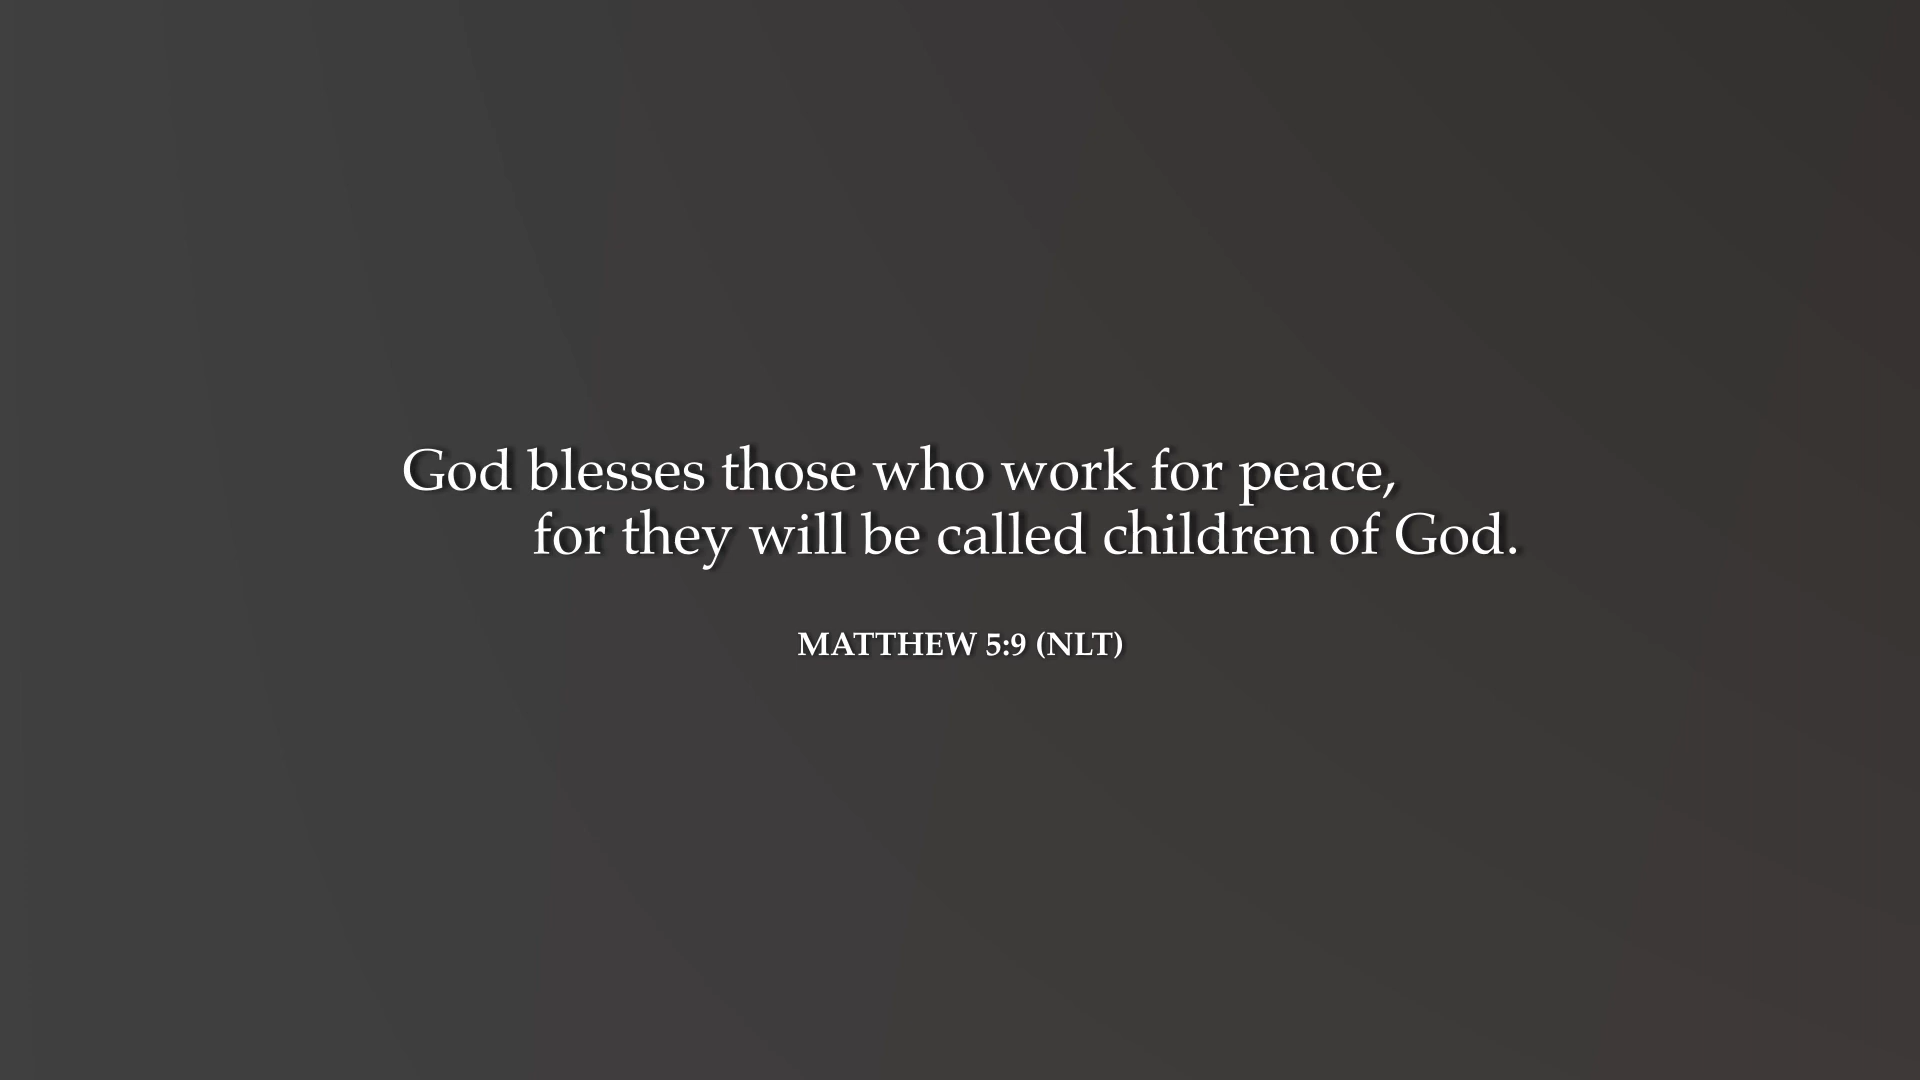 God blesses those who work for peace,
for they will be called children of God.
MATTHEW 5:9 (NLT)